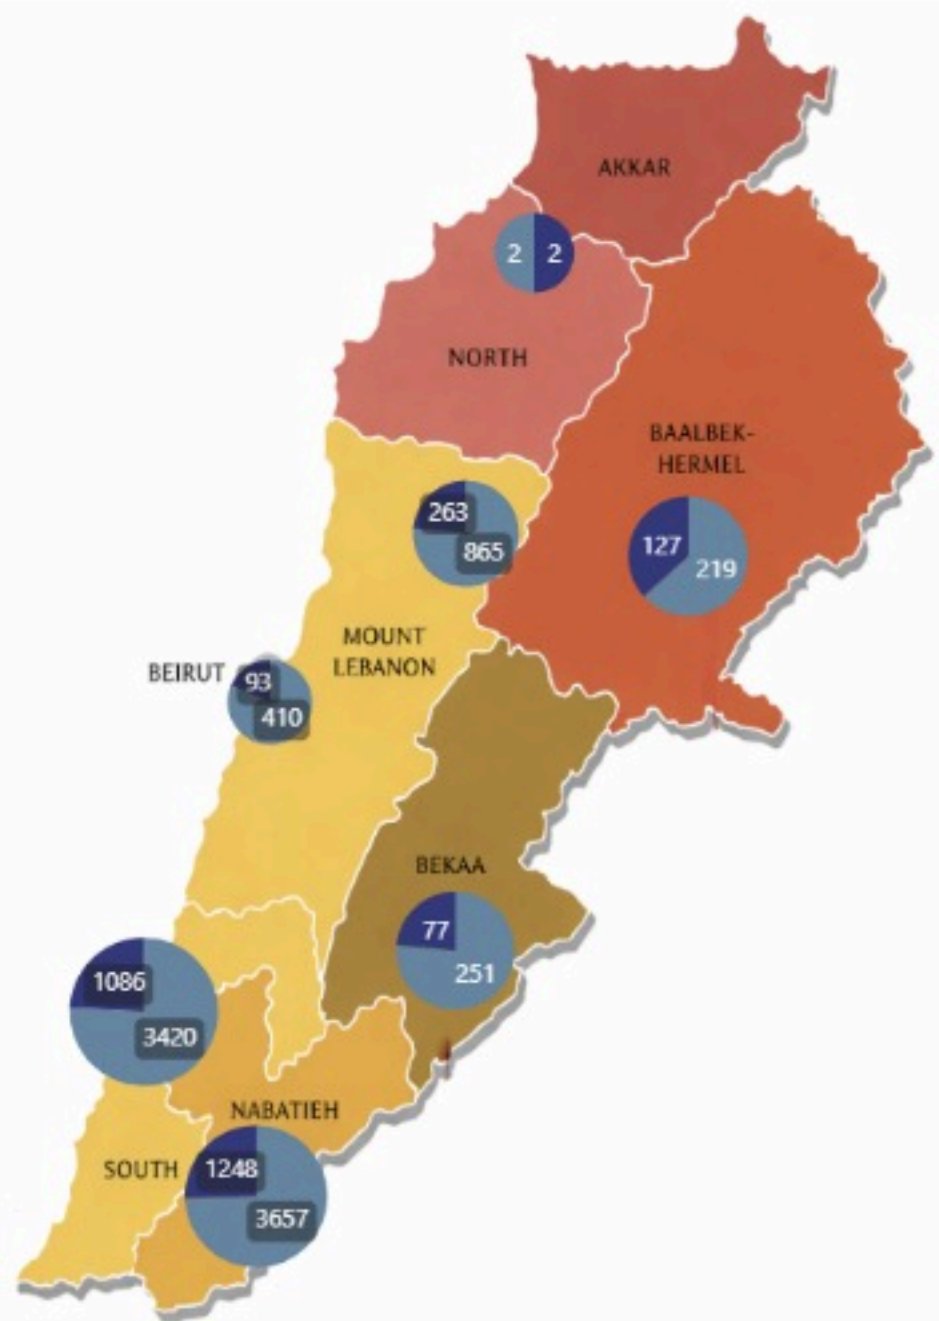 AKKAR
2 2
NORTH
BAALBEK-
HERMEL
263
865
127
219
MOUNT
LEBANON
BEIRUT
93
410
BEKAA
77
251
1086
3420
NABATIEH
SOUTH
1248
3657